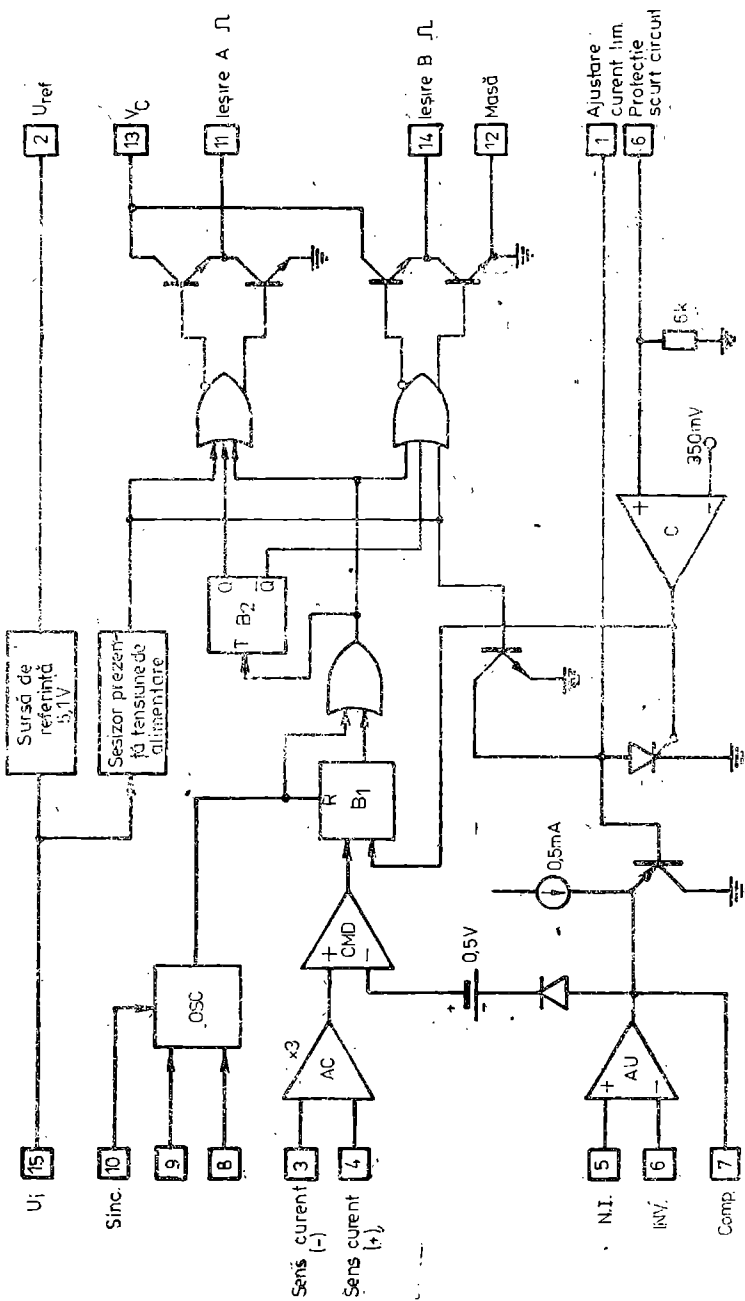 Ui
15
Sinc.
10
9
8
Sens curent
(-)
3
Sens curent
(+)
4
N.I.
5
INV.
6
Comp.
7
Sursă de
referință
5,1V
Sesizor prezen-
ță tensiune de
alimentare
OSC
AC
x3
CMD
+
-
R
B1
T
B2
Q
Q
0,5V
+
-
0,5mA
AU
+
-
C
+
-
350mV
6k
2
Uref
13
VC
11
Ieșire A
14
Ieșire B
12
Masă
1
Ajustare
curent lim.
6
Protecție
scurt circuit